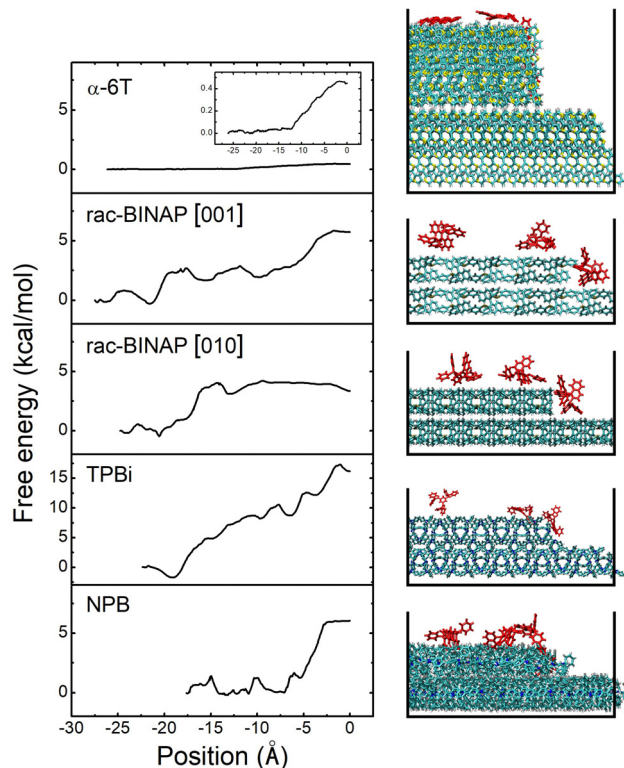 α-6T
5
0
0.4
0.2
0.0
-25 -20 -15 -10 -5 0
rac-BINAP [001]
5
0
rac-BINAP [010]
5
0
TPBi
15
10
5
0
NPB
5
0
-30 -25 -20 -15 -10 -5 0
Position (Å)
Free energy (kcal/mol)